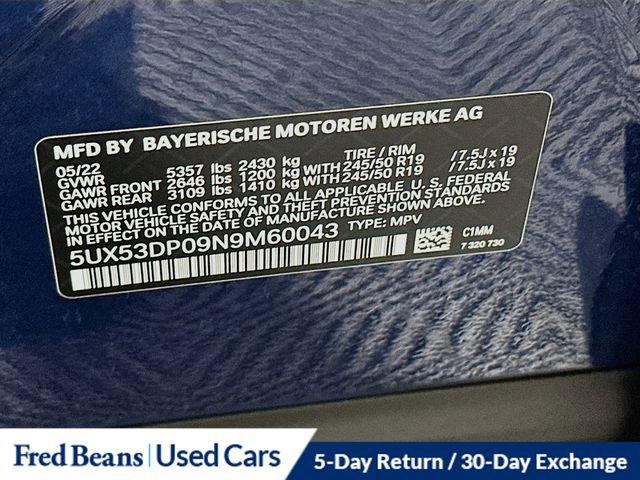 MFD BY BAYERISCHE MOTOREN WERKE AG
05/22 TIRE / RIM
GVWR 5357 lbs 2430 kg
GAWR FRONT 2646 lbs 1200 kg WITH 245/50 R19 / 7.5J x 19
GAWR REAR 3109 lbs 1410 kg WITH 245/50 R19 / 7.5J x 19
THIS VEHICLE CONFORMS TO ALL APPLICABLE U. S. FEDERAL
MOTOR VEHICLE SAFETY AND THEFT PREVENTION STANDARDS
IN EFFECT ON THE DATE OF MANUFACTURE SHOWN ABOVE.
5UX53DP09N9M60043 TYPE: MPV
C1MM
7 320 730
Fred Beans | Used Cars 5-Day Return / 30-Day Exchange